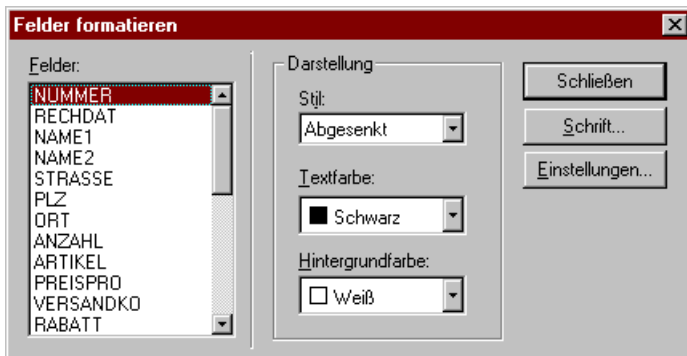 Felder formatieren
Felder:
NUMMER
RECHDAT
NAME1
NAME2
STRASSE
PLZ
ORT
ANZAHL
ARTIKEL
PREISPRO
VERSANDKO
RABATT
Darstellung
Stil:
Abgesenkt
Textfarbe:
Schwarz
Hintergrundfarbe:
Weiß
Schließen
Schrift...
Einstellungen...